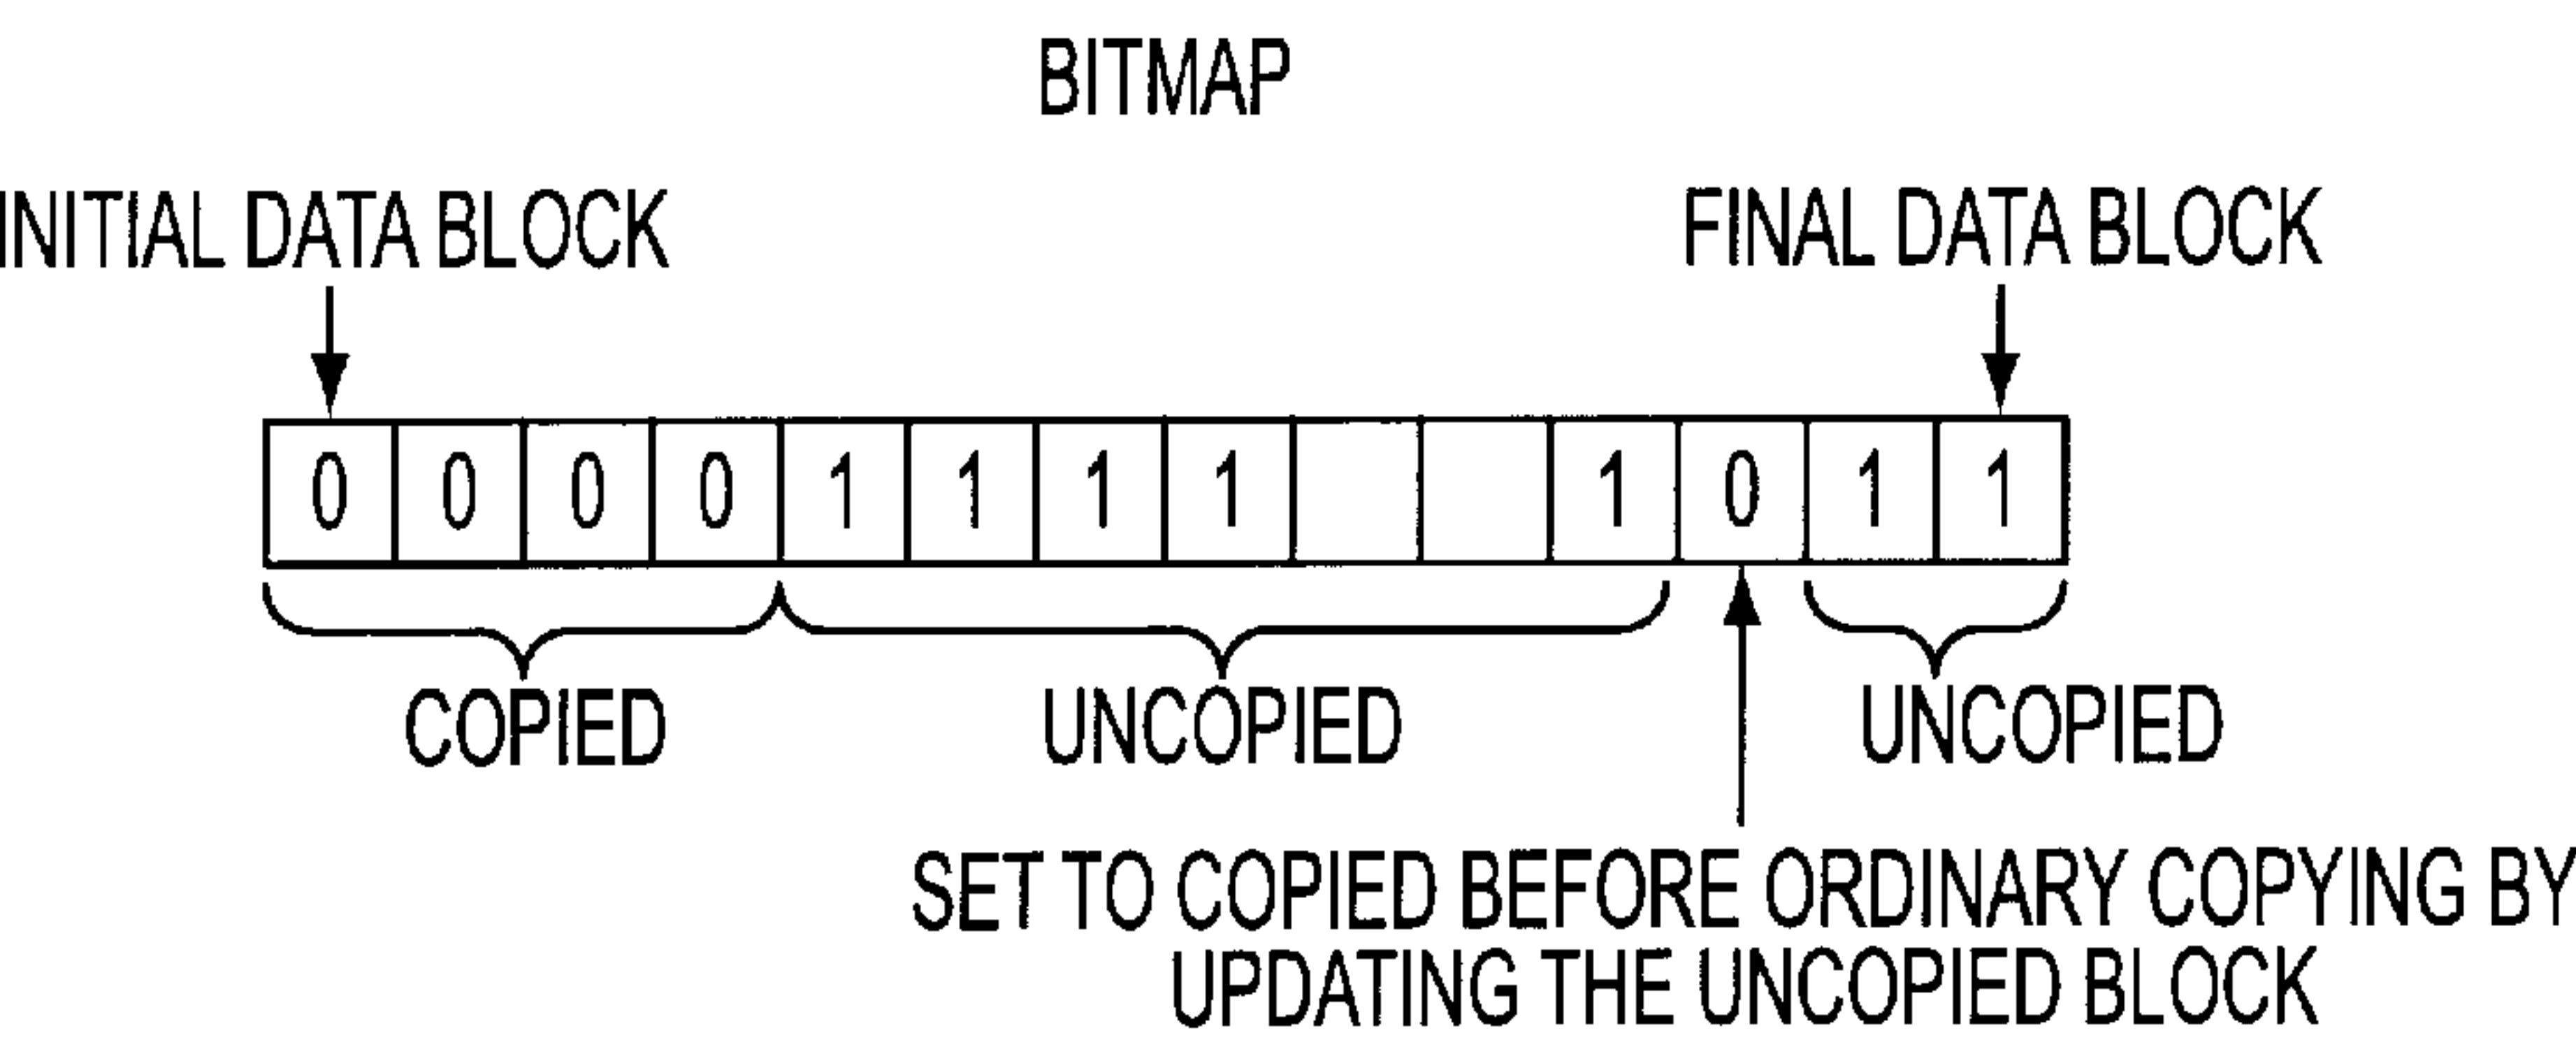 BITMAP
INITIAL DATA BLOCK FINAL DATA BLOCK
0 0 0 0 1 1 1 1 1 0 1 1
COPIED UNCOPIED UNCOPIED
SET TO COPIED BEFORE ORDINARY COPYING BY
UPDATING THE UNCOPIED BLOCK